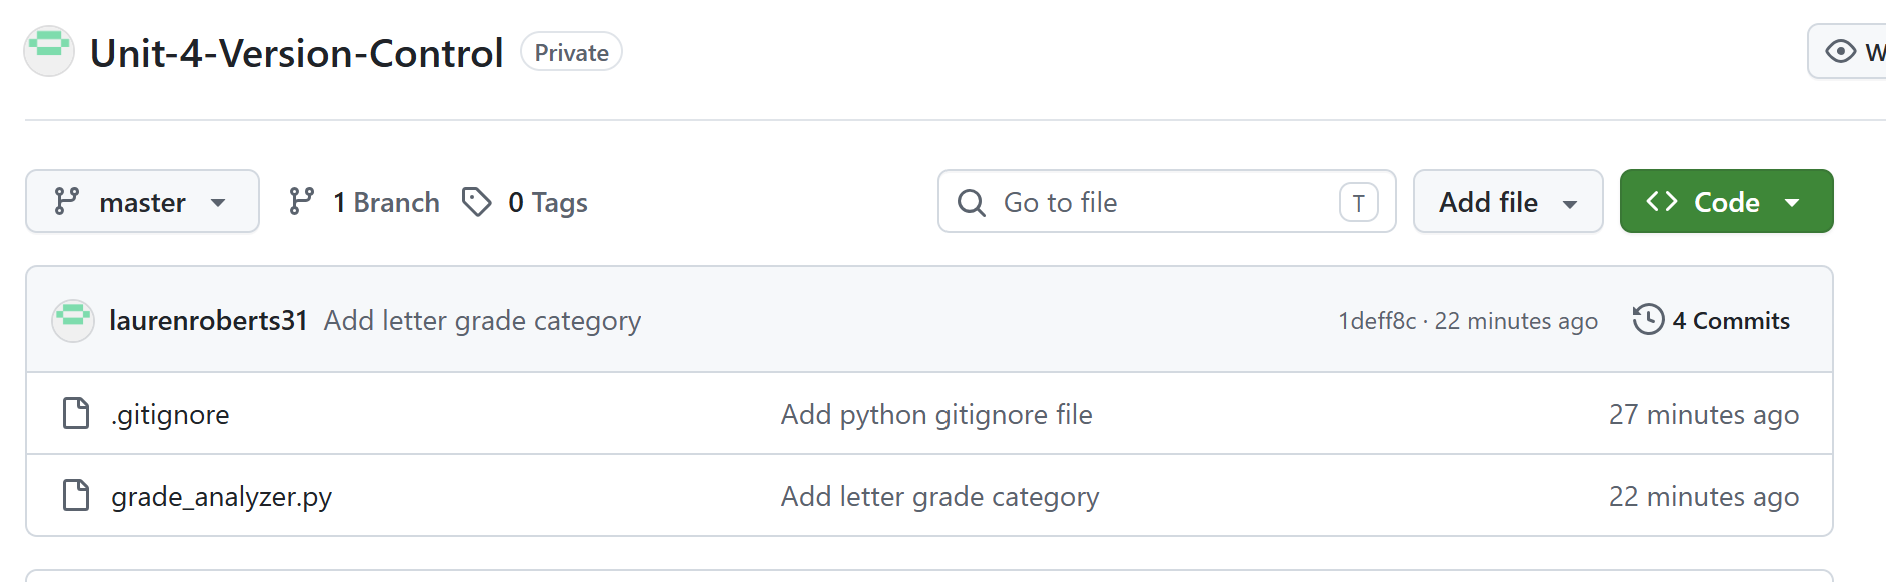 Unit-4-Version-Control Private W
master 1 Branch 0 Tags Go to file T Add file Code
laurenroberts31 Add letter grade category 1deff8c · 22 minutes ago 4 Commits
.gitignore Add python gitignore file 27 minutes ago
grade_analyzer.py Add letter grade category 22 minutes ago